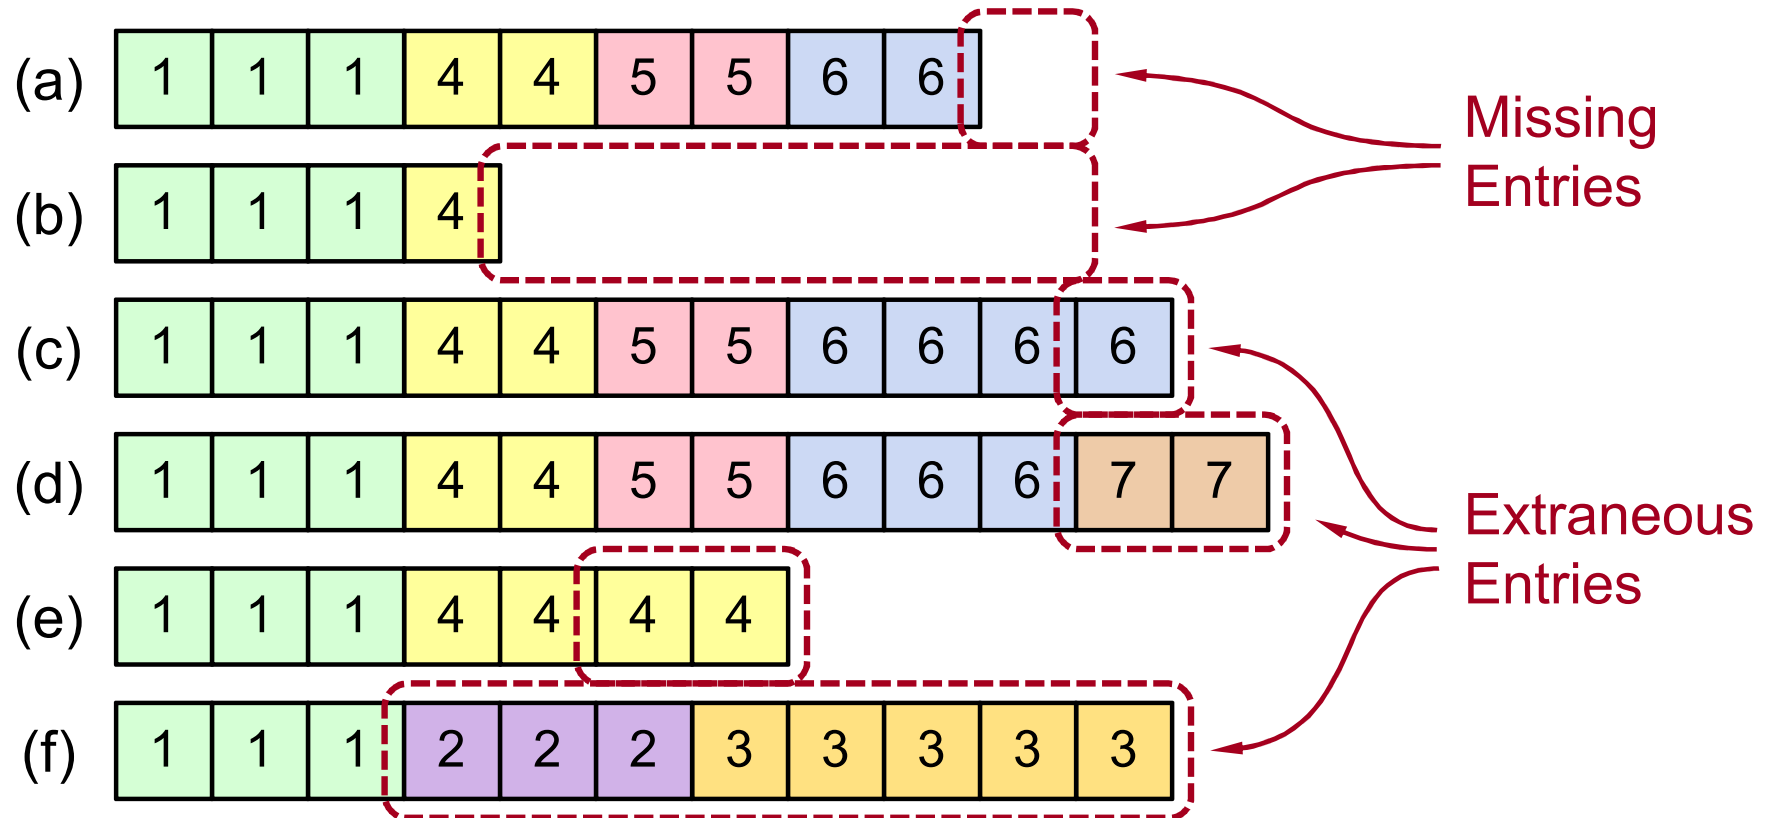 (a) 1 1 1 4 4 5 5 6 6
Missing
Entries
(b) 1 1 1 4
(c) 1 1 1 4 4 5 5 6 6 6 6
(d) 1 1 1 4 4 5 5 6 6 6 7 7
Extraneous
Entries
(e) 1 1 1 4 4 4 4
(f) 1 1 1 2 2 2 3 3 3 3 3